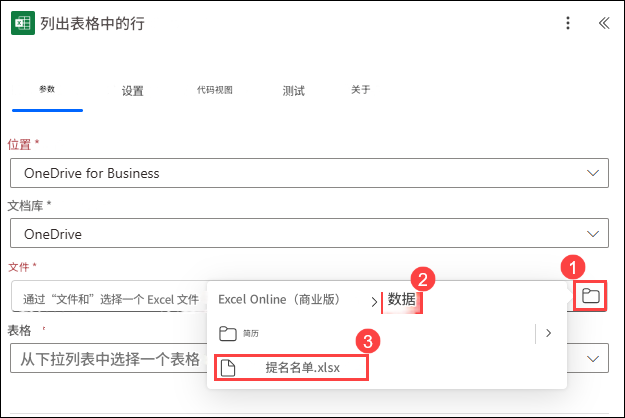 列出表格中的行
参数 设置 代码视图 测试 关于
位置 *
OneDrive for Business
文档库 *
OneDrive
文件 *
1
通过“文件和”选择一个 Excel 文件
Excel Online（商业版） 数据
2
简历
3
提名名单.xlsx
表格
从下拉列表中选择一个表格